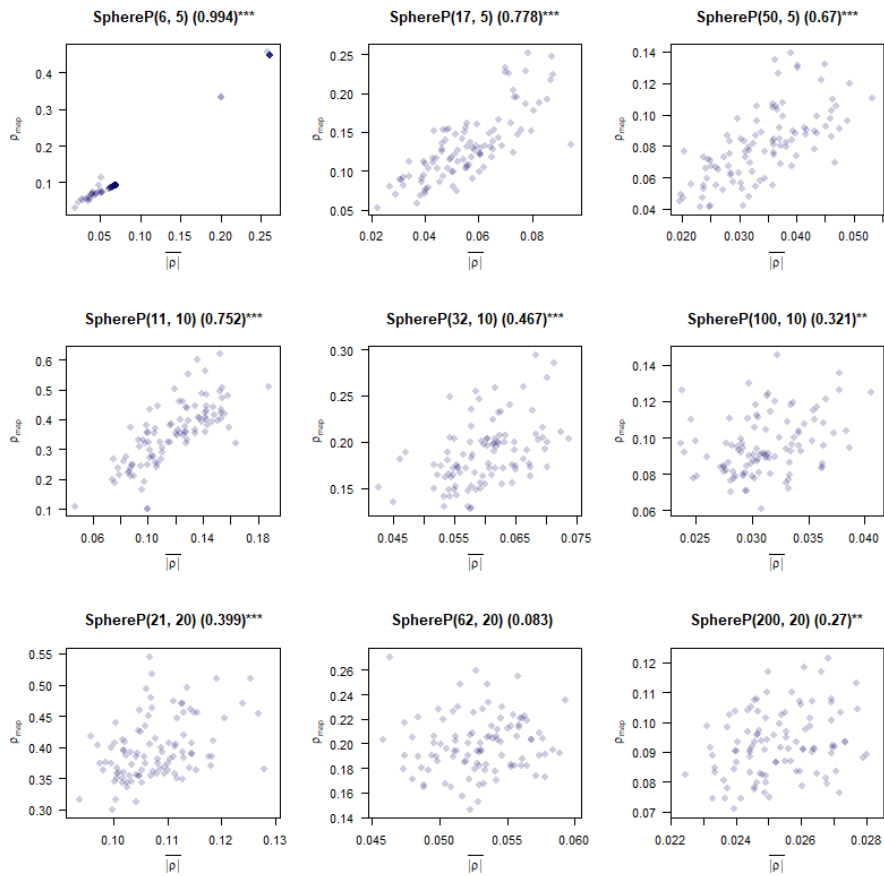 SphereP(6, 5) (0.994)***
SphereP(17, 5) (0.778)***
SphereP(50, 5) (0.67)***
0.4
0.3
0.2
0.1
ρmap
0.05 0.10 0.15 0.20 0.25
|ρ|
0.25
0.20
0.15
0.10
0.05
ρmap
0.02 0.04 0.06 0.08
|ρ|
0.14
0.12
0.10
0.08
0.06
0.04
ρmap
0.020 0.030 0.040 0.050
|ρ|
SphereP(11, 10) (0.752)***
SphereP(32, 10) (0.467)***
SphereP(100, 10) (0.321)**
0.6
0.5
0.4
0.3
0.2
0.1
ρmap
0.06 0.10 0.14 0.18
|ρ|
0.30
0.25
0.20
0.15
ρmap
0.045 0.055 0.065 0.075
|ρ|
0.14
0.12
0.10
0.08
0.06
ρmap
0.025 0.030 0.035 0.040
|ρ|
SphereP(21, 20) (0.399)***
SphereP(62, 20) (0.083)
SphereP(200, 20) (0.27)**
0.55
0.50
0.45
0.40
0.35
0.30
ρmap
0.10 0.11 0.12 0.13
|ρ|
0.26
0.24
0.22
0.20
0.18
0.16
0.14
ρmap
0.045 0.050 0.055 0.060
|ρ|
0.12
0.11
0.10
0.09
0.08
0.07
ρmap
0.022 0.024 0.026 0.028
|ρ|